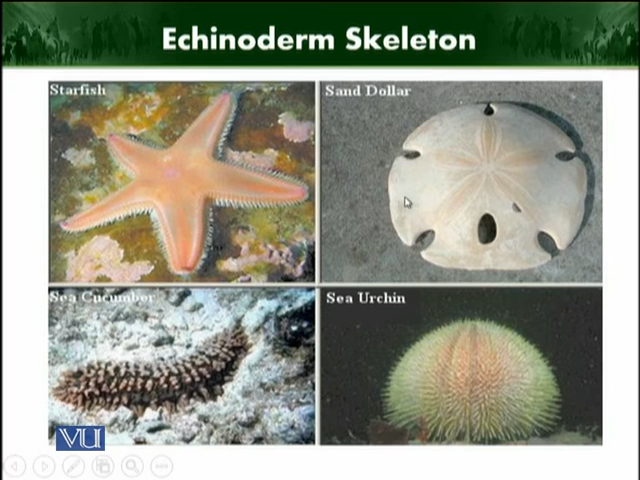 Echinoderm Skeleton
Starfish
Sand Dollar
Sea Cucumber
Sea Urchin
VU